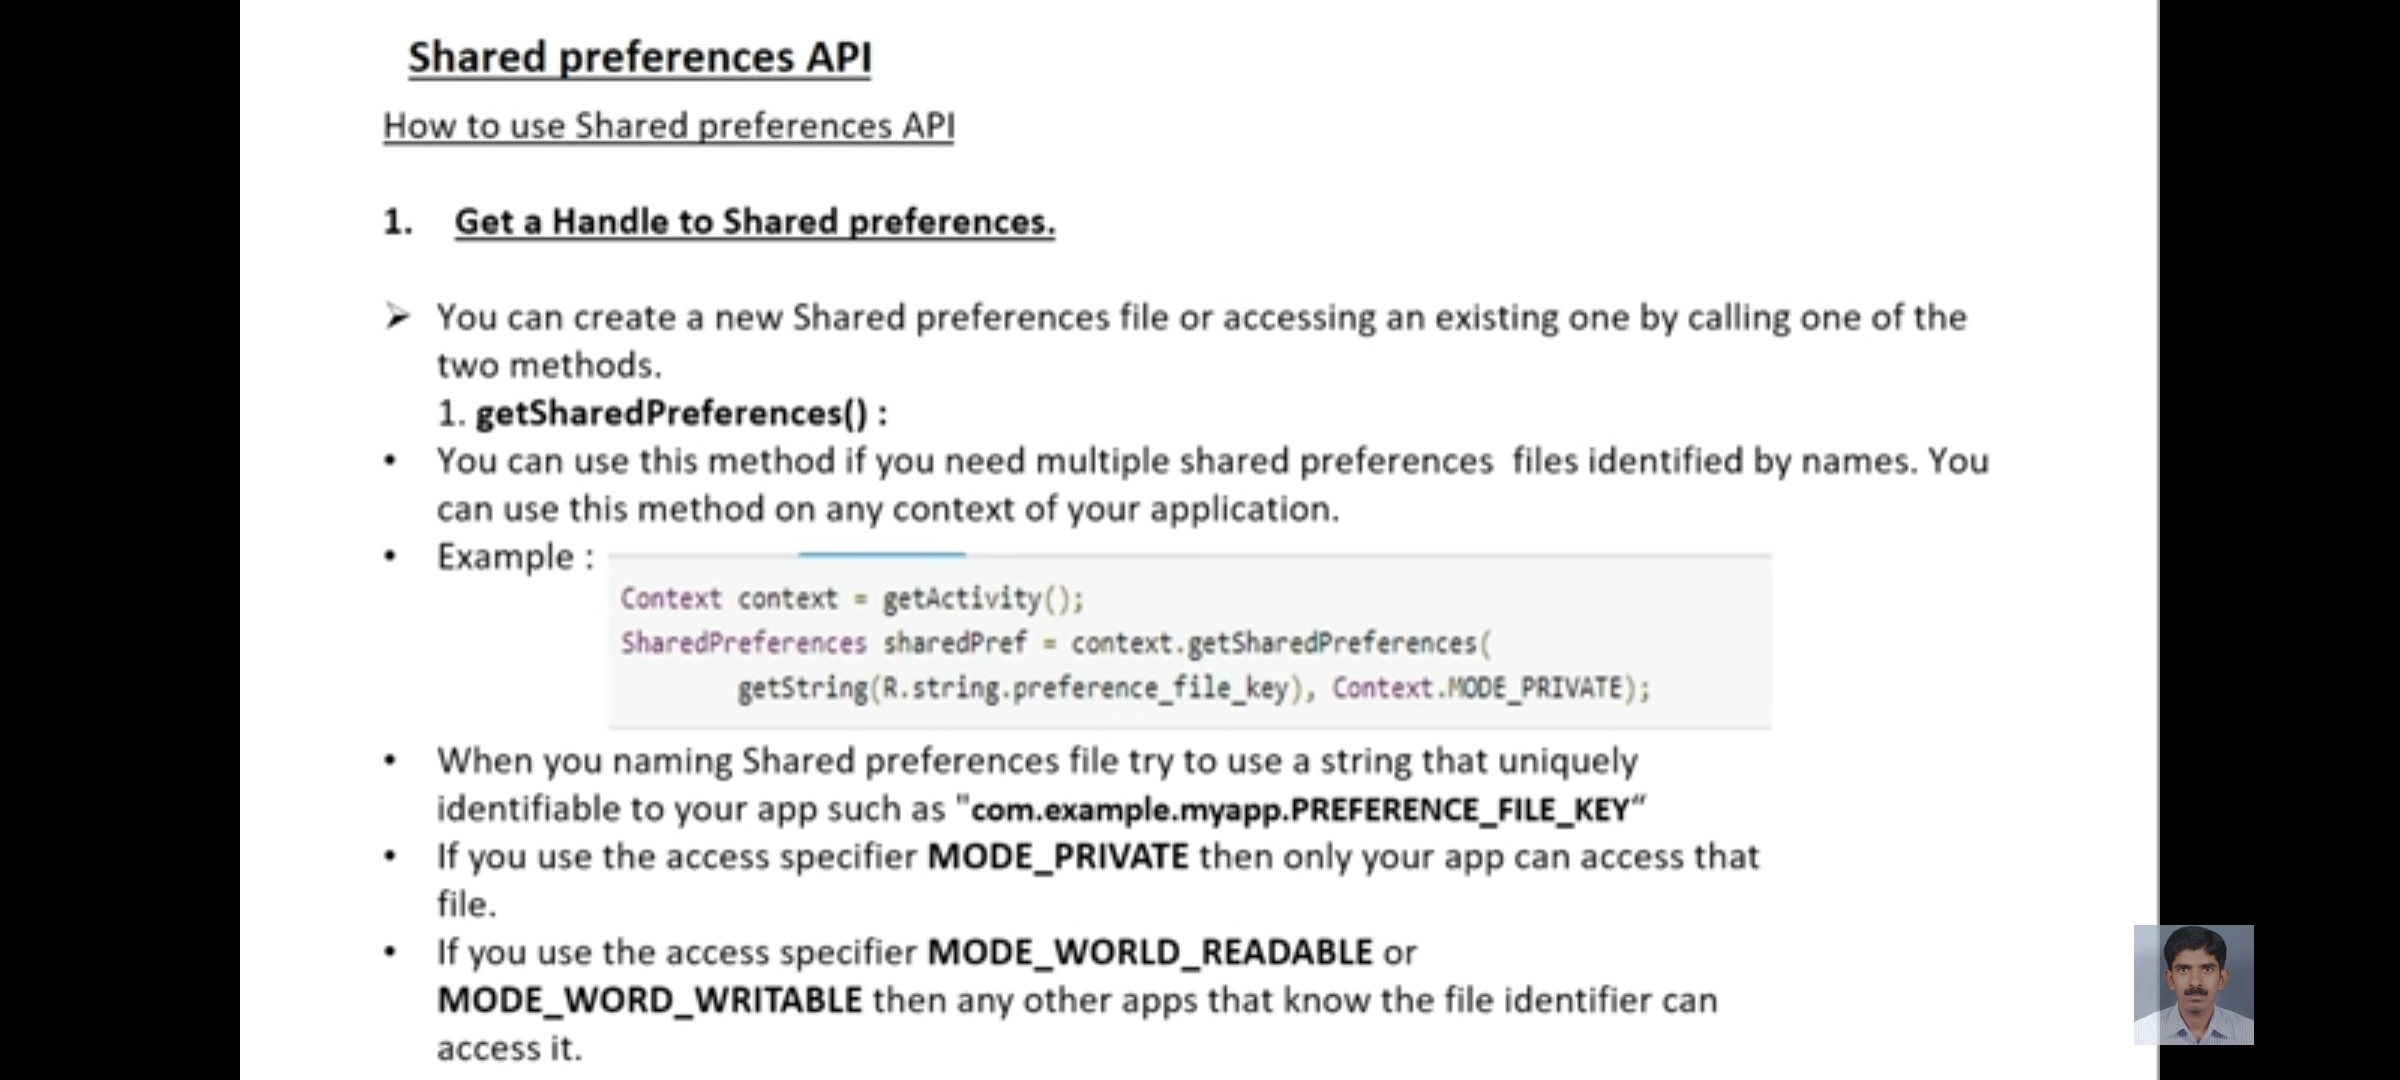 Shared preferences API
How to use Shared preferences API
1. Get a Handle to Shared preferences.
➢ You can create a new Shared preferences file or accessing an existing one by calling one of the
two methods.
1. getSharedPreferences() :
• You can use this method if you need multiple shared preferences files identified by names. You
can use this method on any context of your application.
• Example :
Context context = getActivity();
SharedPreferences sharedPref = context.getSharedPreferences(
getString(R.string.preference_file_key), Context.MODE_PRIVATE);
• When you naming Shared preferences file try to use a string that uniquely
identifiable to your app such as "com.example.myapp.PREFERENCE_FILE_KEY“
• If you use the access specifier MODE_PRIVATE then only your app can access that
file.
• If you use the access specifier MODE_WORLD_READABLE or
MODE_WORD_WRITABLE then any other apps that know the file identifier can
access it.